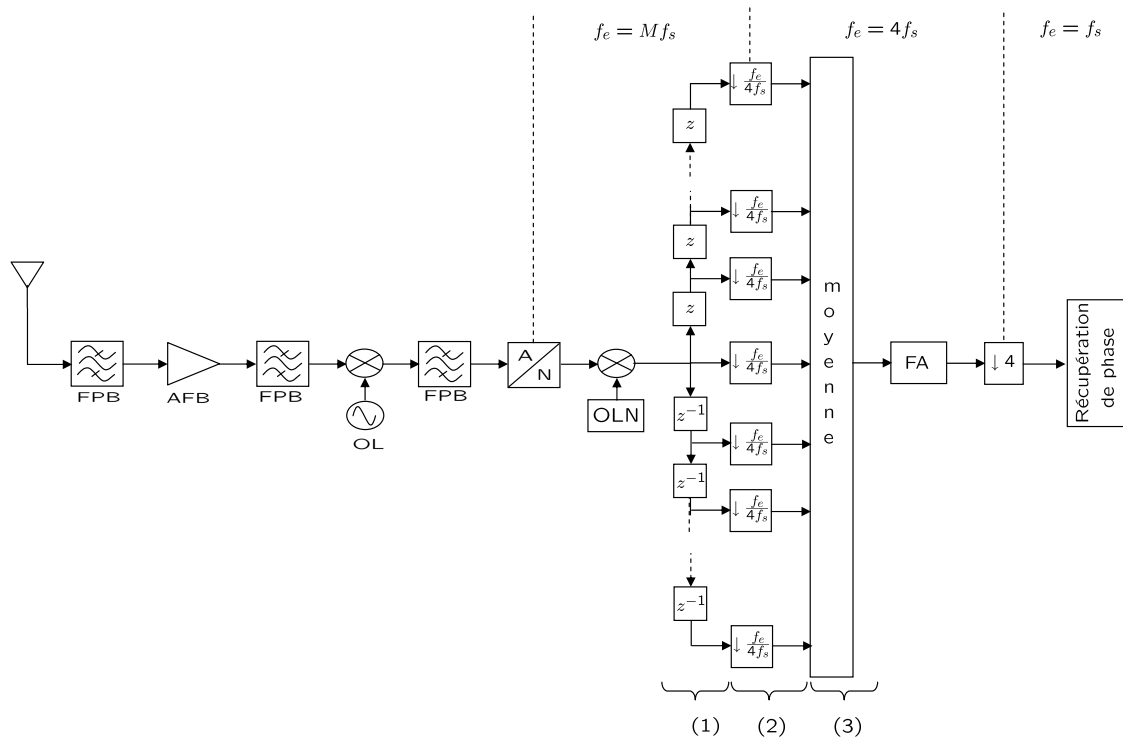 f_e = Mf_s
f_e = 4f_s
f_e = f_s
↓ f_e/4f_s
z
↓ f_e/4f_s
z
↓ f_e/4f_s
z
moyenne
FPB
AFB
FPB
OL
FPB
A/N
OLN
↓ f_e/4f_s
FA
↓ 4
Récupération
de phase
z⁻¹
↓ f_e/4f_s
z⁻¹
↓ f_e/4f_s
z⁻¹
↓ f_e/4f_s
(1)
(2)
(3)